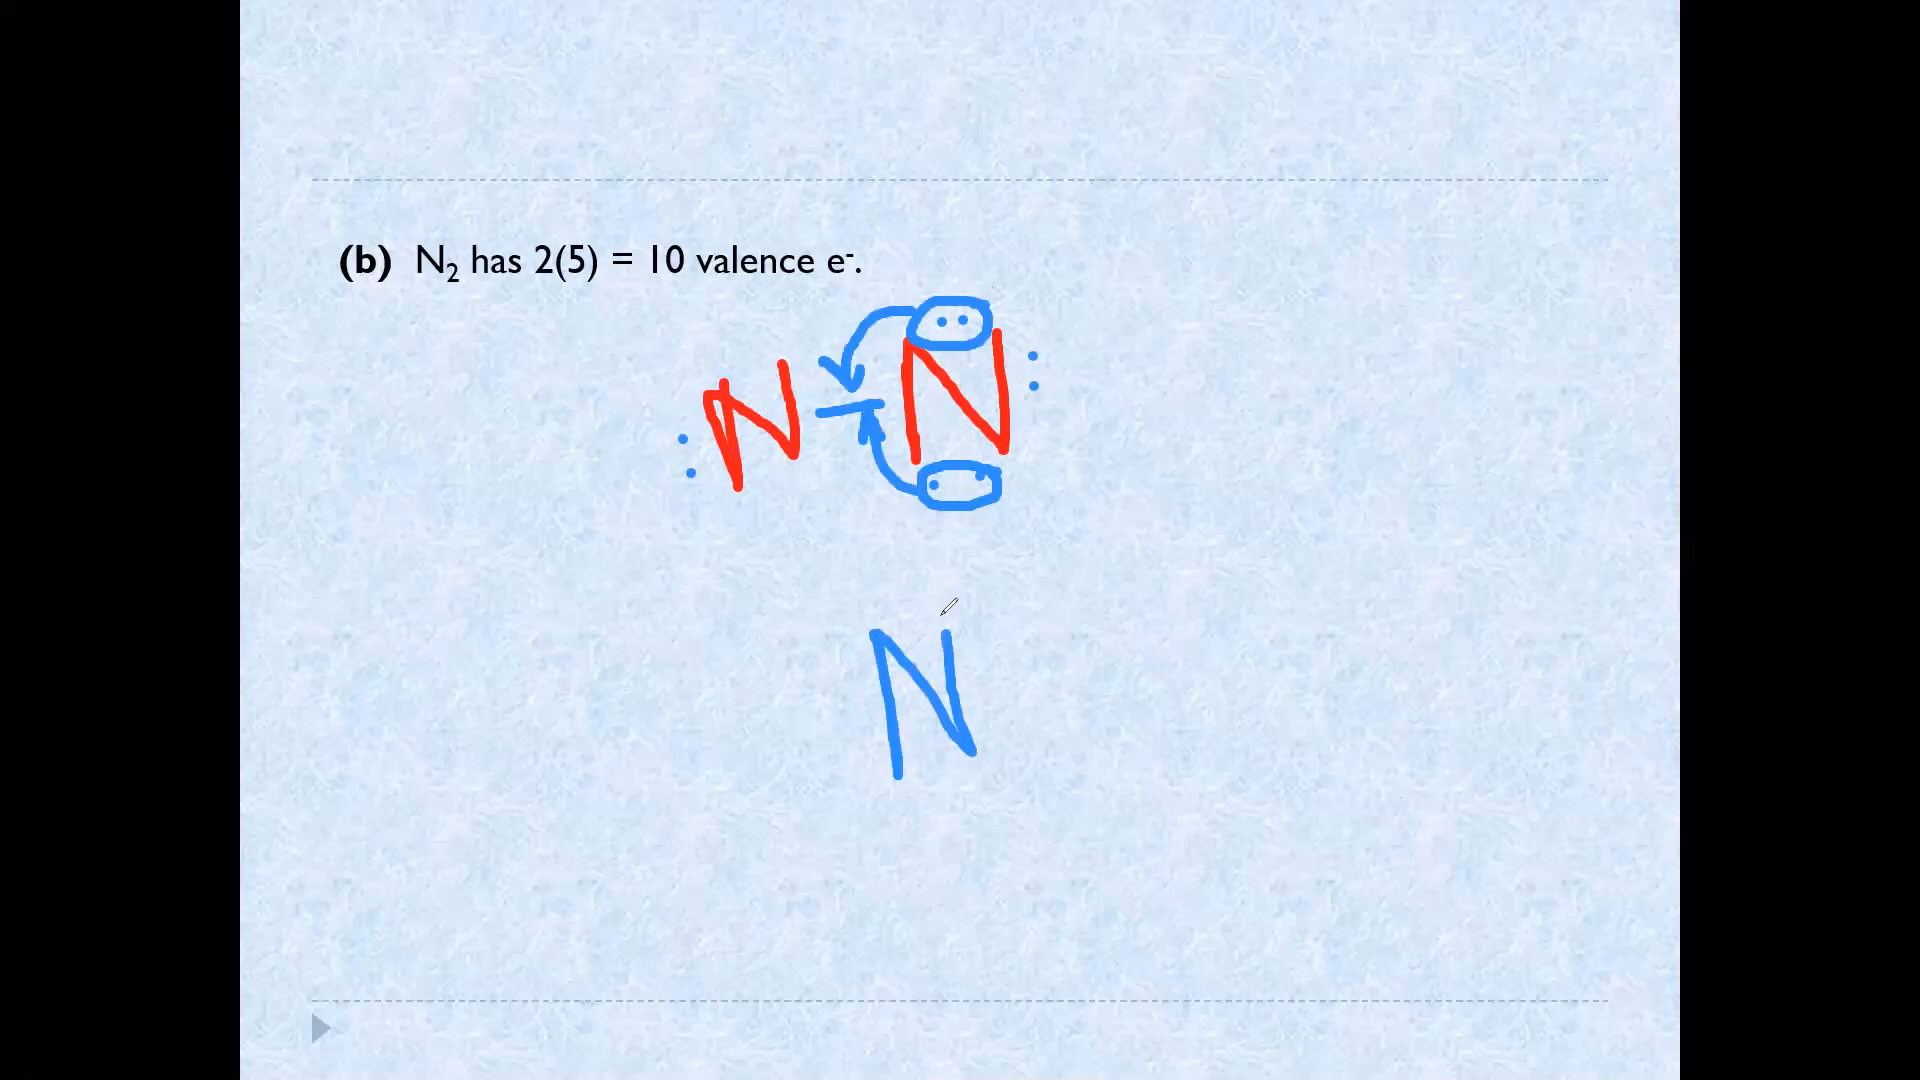 (b) N₂ has 2(5) = 10 valence e⁻.
N – N
N